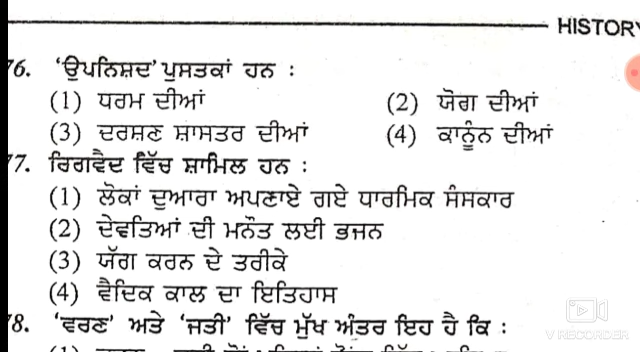 HISTORY
76. 'ਉਪਨਿਸ਼ਦ' ਪੁਸਤਕਾਂ ਹਨ :
(1) ਧਰਮ ਦੀਆਂ (2) ਯੋਗ ਦੀਆਂ
(3) ਦਰਸ਼ਣ ਸ਼ਾਸਤਰ ਦੀਆਂ (4) ਕਾਨੂੰਨ ਦੀਆਂ
77. ਰਿਗਵੈਦ ਵਿੱਚ ਸ਼ਾਮਿਲ ਹਨ :
(1) ਲੋਕਾਂ ਦੁਆਰਾ ਅਪਣਾਏ ਗਏ ਧਾਰਮਿਕ ਸੰਸਕਾਰ
(2) ਦੇਵਤਿਆਂ ਦੀ ਮਨੌਤ ਲਈ ਭਜਨ
(3) ਯੱਗ ਕਰਨ ਦੇ ਤਰੀਕੇ
(4) ਵੈਦਿਕ ਕਾਲ ਦਾ ਇਤਿਹਾਸ
78. 'ਵਰਣ' ਅਤੇ 'ਜਤੀ' ਵਿੱਚ ਮੁੱਖ ਅੰਤਰ ਇਹ ਹੈ ਕਿ :
V RECORDER